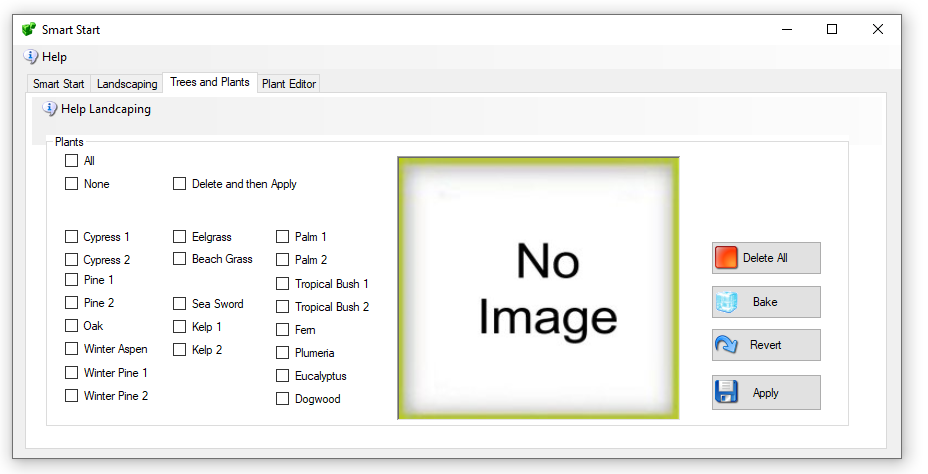 Smart Start
Help
Smart Start Landscaping Trees and Plants Plant Editor
Help Landcaping
Plants
All
None Delete and then Apply
Cypress 1 Eelgrass Palm 1
Cypress 2 Beach Grass Palm 2
Pine 1 Tropical Bush 1
Pine 2 Sea Sword Tropical Bush 2
Oak Kelp 1 Fern
Winter Aspen Kelp 2 Plumeria
Winter Pine 1 Eucalyptus
Winter Pine 2 Dogwood
No
Image
Delete All
Bake
Revert
Apply